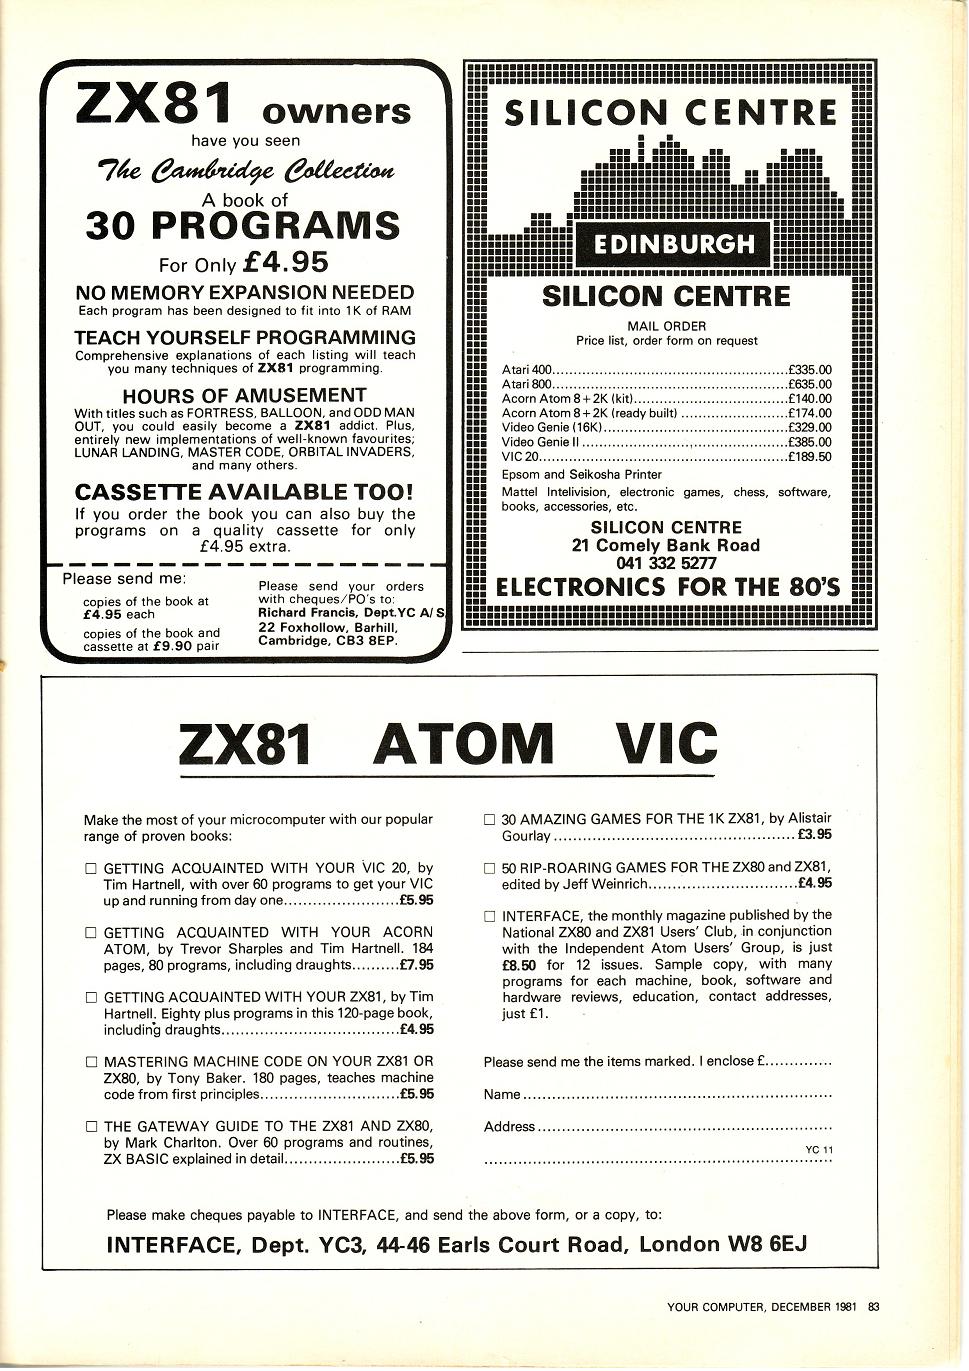 ZX81 owners
have you seen
The Cambridge Collection
A book of
30 PROGRAMS
For Only £4.95
NO MEMORY EXPANSION NEEDED
Each program has been designed to fit into 1K of RAM
TEACH YOURSELF PROGRAMMING
Comprehensive explanations of each listing will teach
you many techniques of ZX81 programming.
HOURS OF AMUSEMENT
With titles such as FORTRESS, BALLOON, and ODD MAN
OUT, you could easily become a ZX81 addict. Plus,
entirely new implementations of well-known favourites;
LUNAR LANDING, MASTER CODE, ORBITAL INVADERS,
and many others.
CASSETTE AVAILABLE TOO!
If you order the book you can also buy the
programs on a quality cassette for only
£4.95 extra.
Please send me:
copies of the book at
£4.95 each
copies of the book and
cassette at £9.90 pair
Please send your orders
with cheques/PO's to:
Richard Francis, Dept.YC A/S
22 Foxhollow, Barhill,
Cambridge, CB3 8EP.
SILICON CENTRE
EDINBURGH
SILICON CENTRE
MAIL ORDER
Price list, order form on request
Atari 400..................................................£335.00
Atari 800..................................................£635.00
Acorn Atom 8+2K (kit).................................£140.00
Acorn Atom 8+2K (ready built) .......................£174.00
Video Genie (16K).......................................£329.00
Video Genie II ............................................£385.00
VIC 20.....................................................£189.50
Epsom and Seikosha Printer
Mattel Intelivision, electronic games, chess, software,
books, accessories, etc.
SILICON CENTRE
21 Comely Bank Road
041 332 5277
ELECTRONICS FOR THE 80'S
ZX81 ATOM VIC
Make the most of your microcomputer with our popular
range of proven books:
□ GETTING ACQUAINTED WITH YOUR VIC 20, by
Tim Hartnell, with over 60 programs to get your VIC
up and running from day one........................£5.95
□ GETTING ACQUAINTED WITH YOUR ACORN
ATOM, by Trevor Sharples and Tim Hartnell. 184
pages, 80 programs, including draughts..........£7.95
□ GETTING ACQUAINTED WITH YOUR ZX81, by Tim
Hartnell. Eighty plus programs in this 120-page book,
including draughts.....................................£4.95
□ MASTERING MACHINE CODE ON YOUR ZX81 OR
ZX80, by Tony Baker. 180 pages, teaches machine
code from first principles.............................£5.95
□ THE GATEWAY GUIDE TO THE ZX81 AND ZX80,
by Mark Charlton. Over 60 programs and routines,
ZX BASIC explained in detail........................£5.95
□ 30 AMAZING GAMES FOR THE 1K ZX81, by Alistair
Gourlay ..................................................£3.95
□ 50 RIP-ROARING GAMES FOR THE ZX80 and ZX81,
edited by Jeff Weinrich...............................£4.95
□ INTERFACE, the monthly magazine published by the
National ZX80 and ZX81 Users' Club, in conjunction
with the Independent Atom Users' Group, is just
£8.50 for 12 issues. Sample copy, with many
programs for each machine, book, software and
hardware reviews, education, contact addresses,
just £1.
Please send me the items marked. I enclose £..............
Name................................................................
Address.............................................................
YC 11
........................................................................
Please make cheques payable to INTERFACE, and send the above form, or a copy, to:
INTERFACE, Dept. YC3, 44-46 Earls Court Road, London W8 6EJ
YOUR COMPUTER, DECEMBER 1981 83